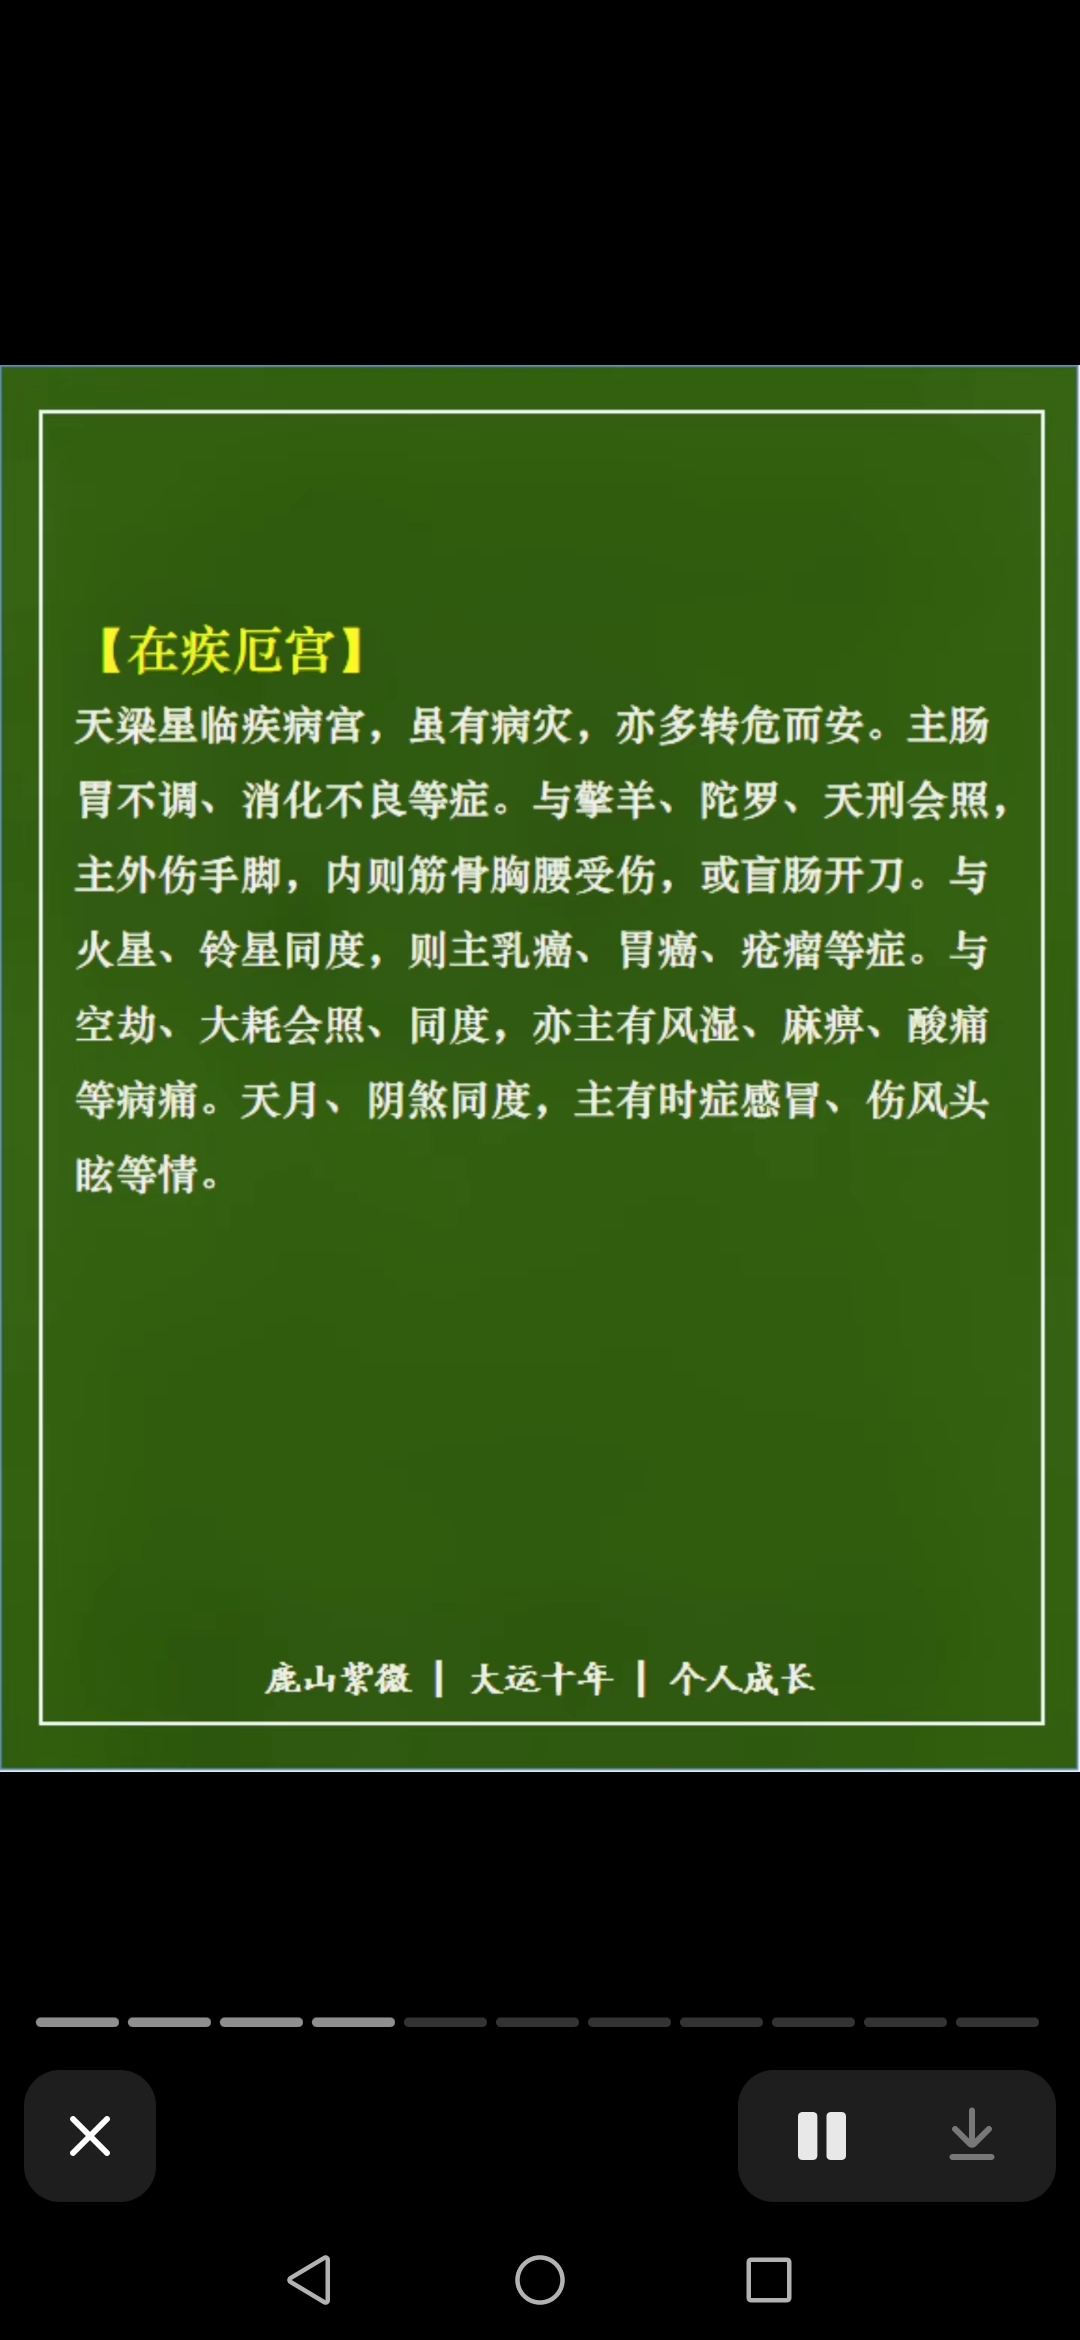 【在疾厄宫】
天梁星临疾病宫，虽有病灾，亦多转危而安。主肠
胃不调、消化不良等症。与擎羊、陀罗、天刑会照，
主外伤手脚，内则筋骨胸腰受伤，或盲肠开刀。与
火星、铃星同度，则主乳癌、胃癌、疮瘤等症。与
空劫、大耗会照、同度，亦主有风湿、麻痹、酸痛
等病痛。天月、阴煞同度，主有时症感冒、伤风头
眩等情。
鹿山紫微 | 大运十年 | 个人成长